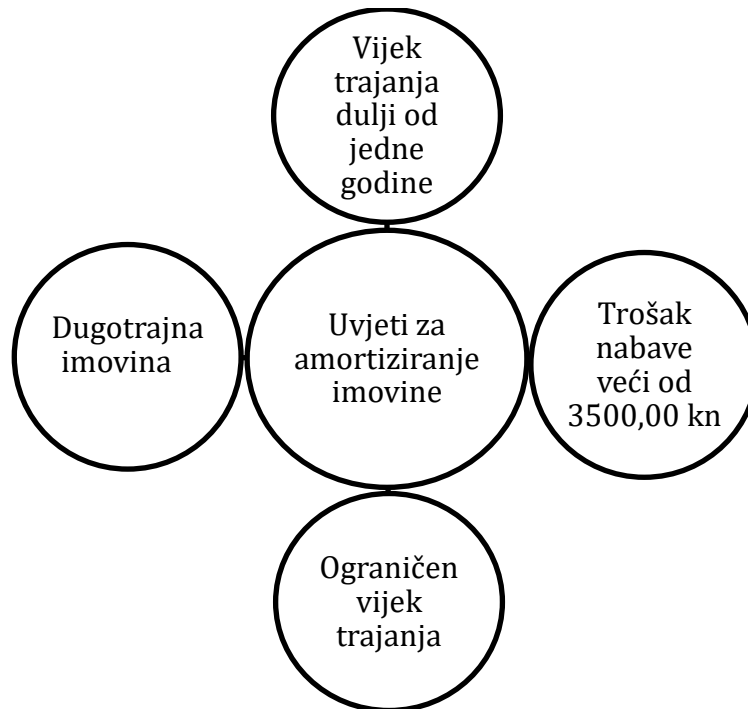 Vijek
trajanja
dulji od
jedne
godine
Dugotrajna
imovina
Uvjeti za
amortiziranje
imovine
Trošak
nabave
veći od
3500,00 kn
Ograničen
vijek
trajanja